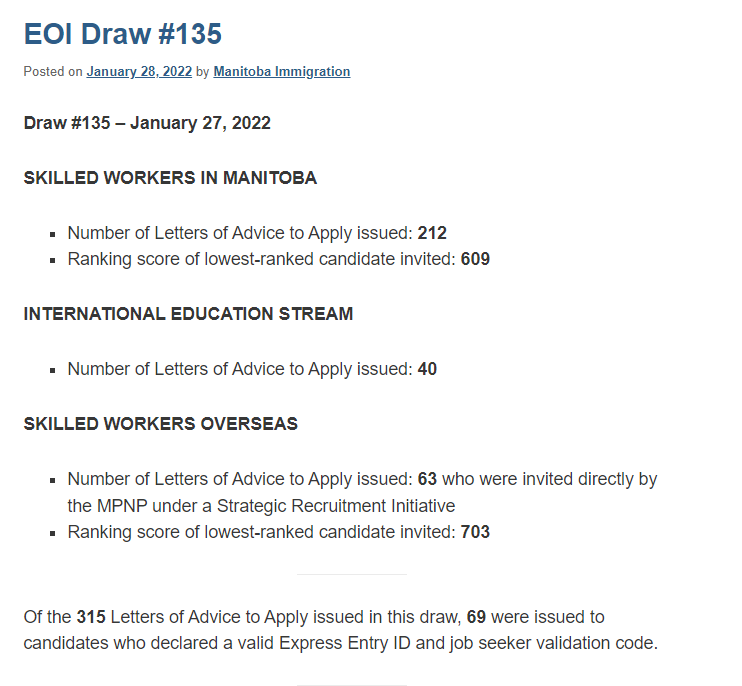 EOI Draw #135
Posted on January 28, 2022 by Manitoba Immigration
Draw #135 – January 27, 2022
SKILLED WORKERS IN MANITOBA
▪ Number of Letters of Advice to Apply issued: 212
▪ Ranking score of lowest-ranked candidate invited: 609
INTERNATIONAL EDUCATION STREAM
▪ Number of Letters of Advice to Apply issued: 40
SKILLED WORKERS OVERSEAS
▪ Number of Letters of Advice to Apply issued: 63 who were invited directly by
the MPNP under a Strategic Recruitment Initiative
▪ Ranking score of lowest-ranked candidate invited: 703
Of the 315 Letters of Advice to Apply issued in this draw, 69 were issued to
candidates who declared a valid Express Entry ID and job seeker validation code.